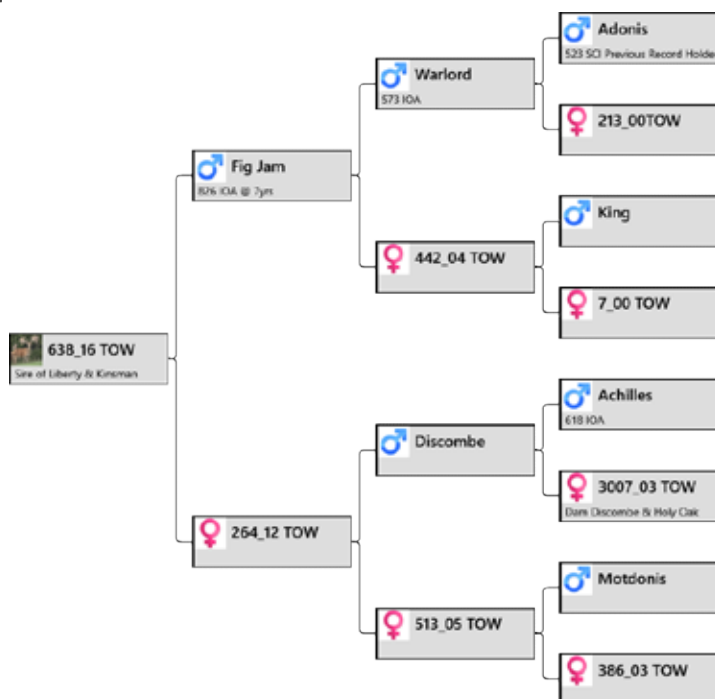 Adonis
523 SCI Previous Record Holde
Warlord
573 IOA
213_00TOW
Fig Jam
826 IOA @ 7yrs
King
442_04 TOW
7_00 TOW
638_16 TOW
Sire of Liberty & Kinsman
Achilles
618 IOA
Discombe
3007_03 TOW
Dam Discombe & Holy Oak
264_12 TOW
Motdonis
513_05 TOW
386_03 TOW